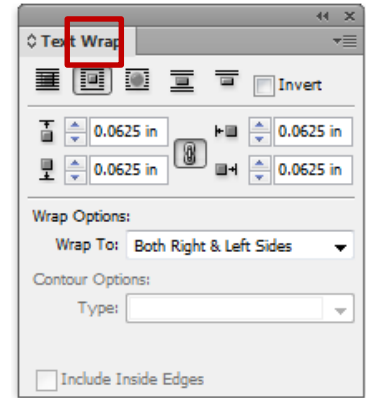 Text Wrap
Invert
0.0625 in 0.0625 in
0.0625 in 0.0625 in
Wrap Options:
Wrap To: Both Right & Left Sides
Contour Options:
Type:
Include Inside Edges